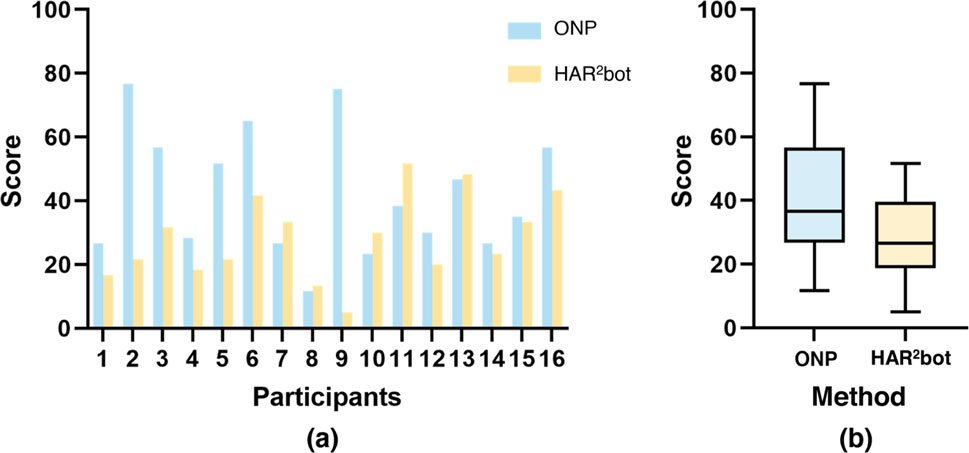 100
80
60
40
20
0
Score
ONP
HAR²bot
1 2 3 4 5 6 7 8 9 10 11 12 13 14 15 16
Participants
(a)
100
80
60
40
20
0
Score
ONP HAR²bot
Method
(b)